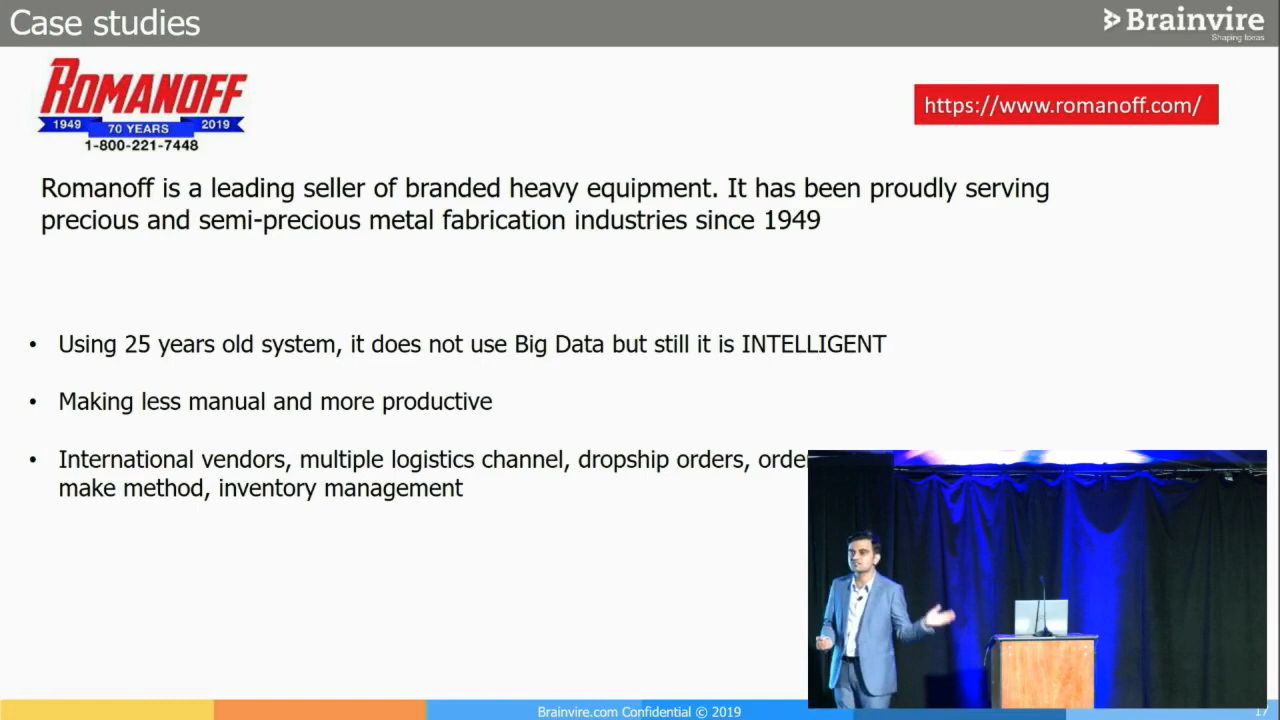 Case studies
Brainvire
ROMANOFF
1949 70 YEARS 2019
1-800-221-7448
https://www.romanoff.com/
Romanoff is a leading seller of branded heavy equipment. It has been proudly serving
precious and semi-precious metal fabrication industries since 1949
• Using 25 years old system, it does not use Big Data but still it is INTELLIGENT
• Making less manual and more productive
• International vendors, multiple logistics channel, dropship orders,
make method, inventory management
Brainvire.com Confidential © 2019
17